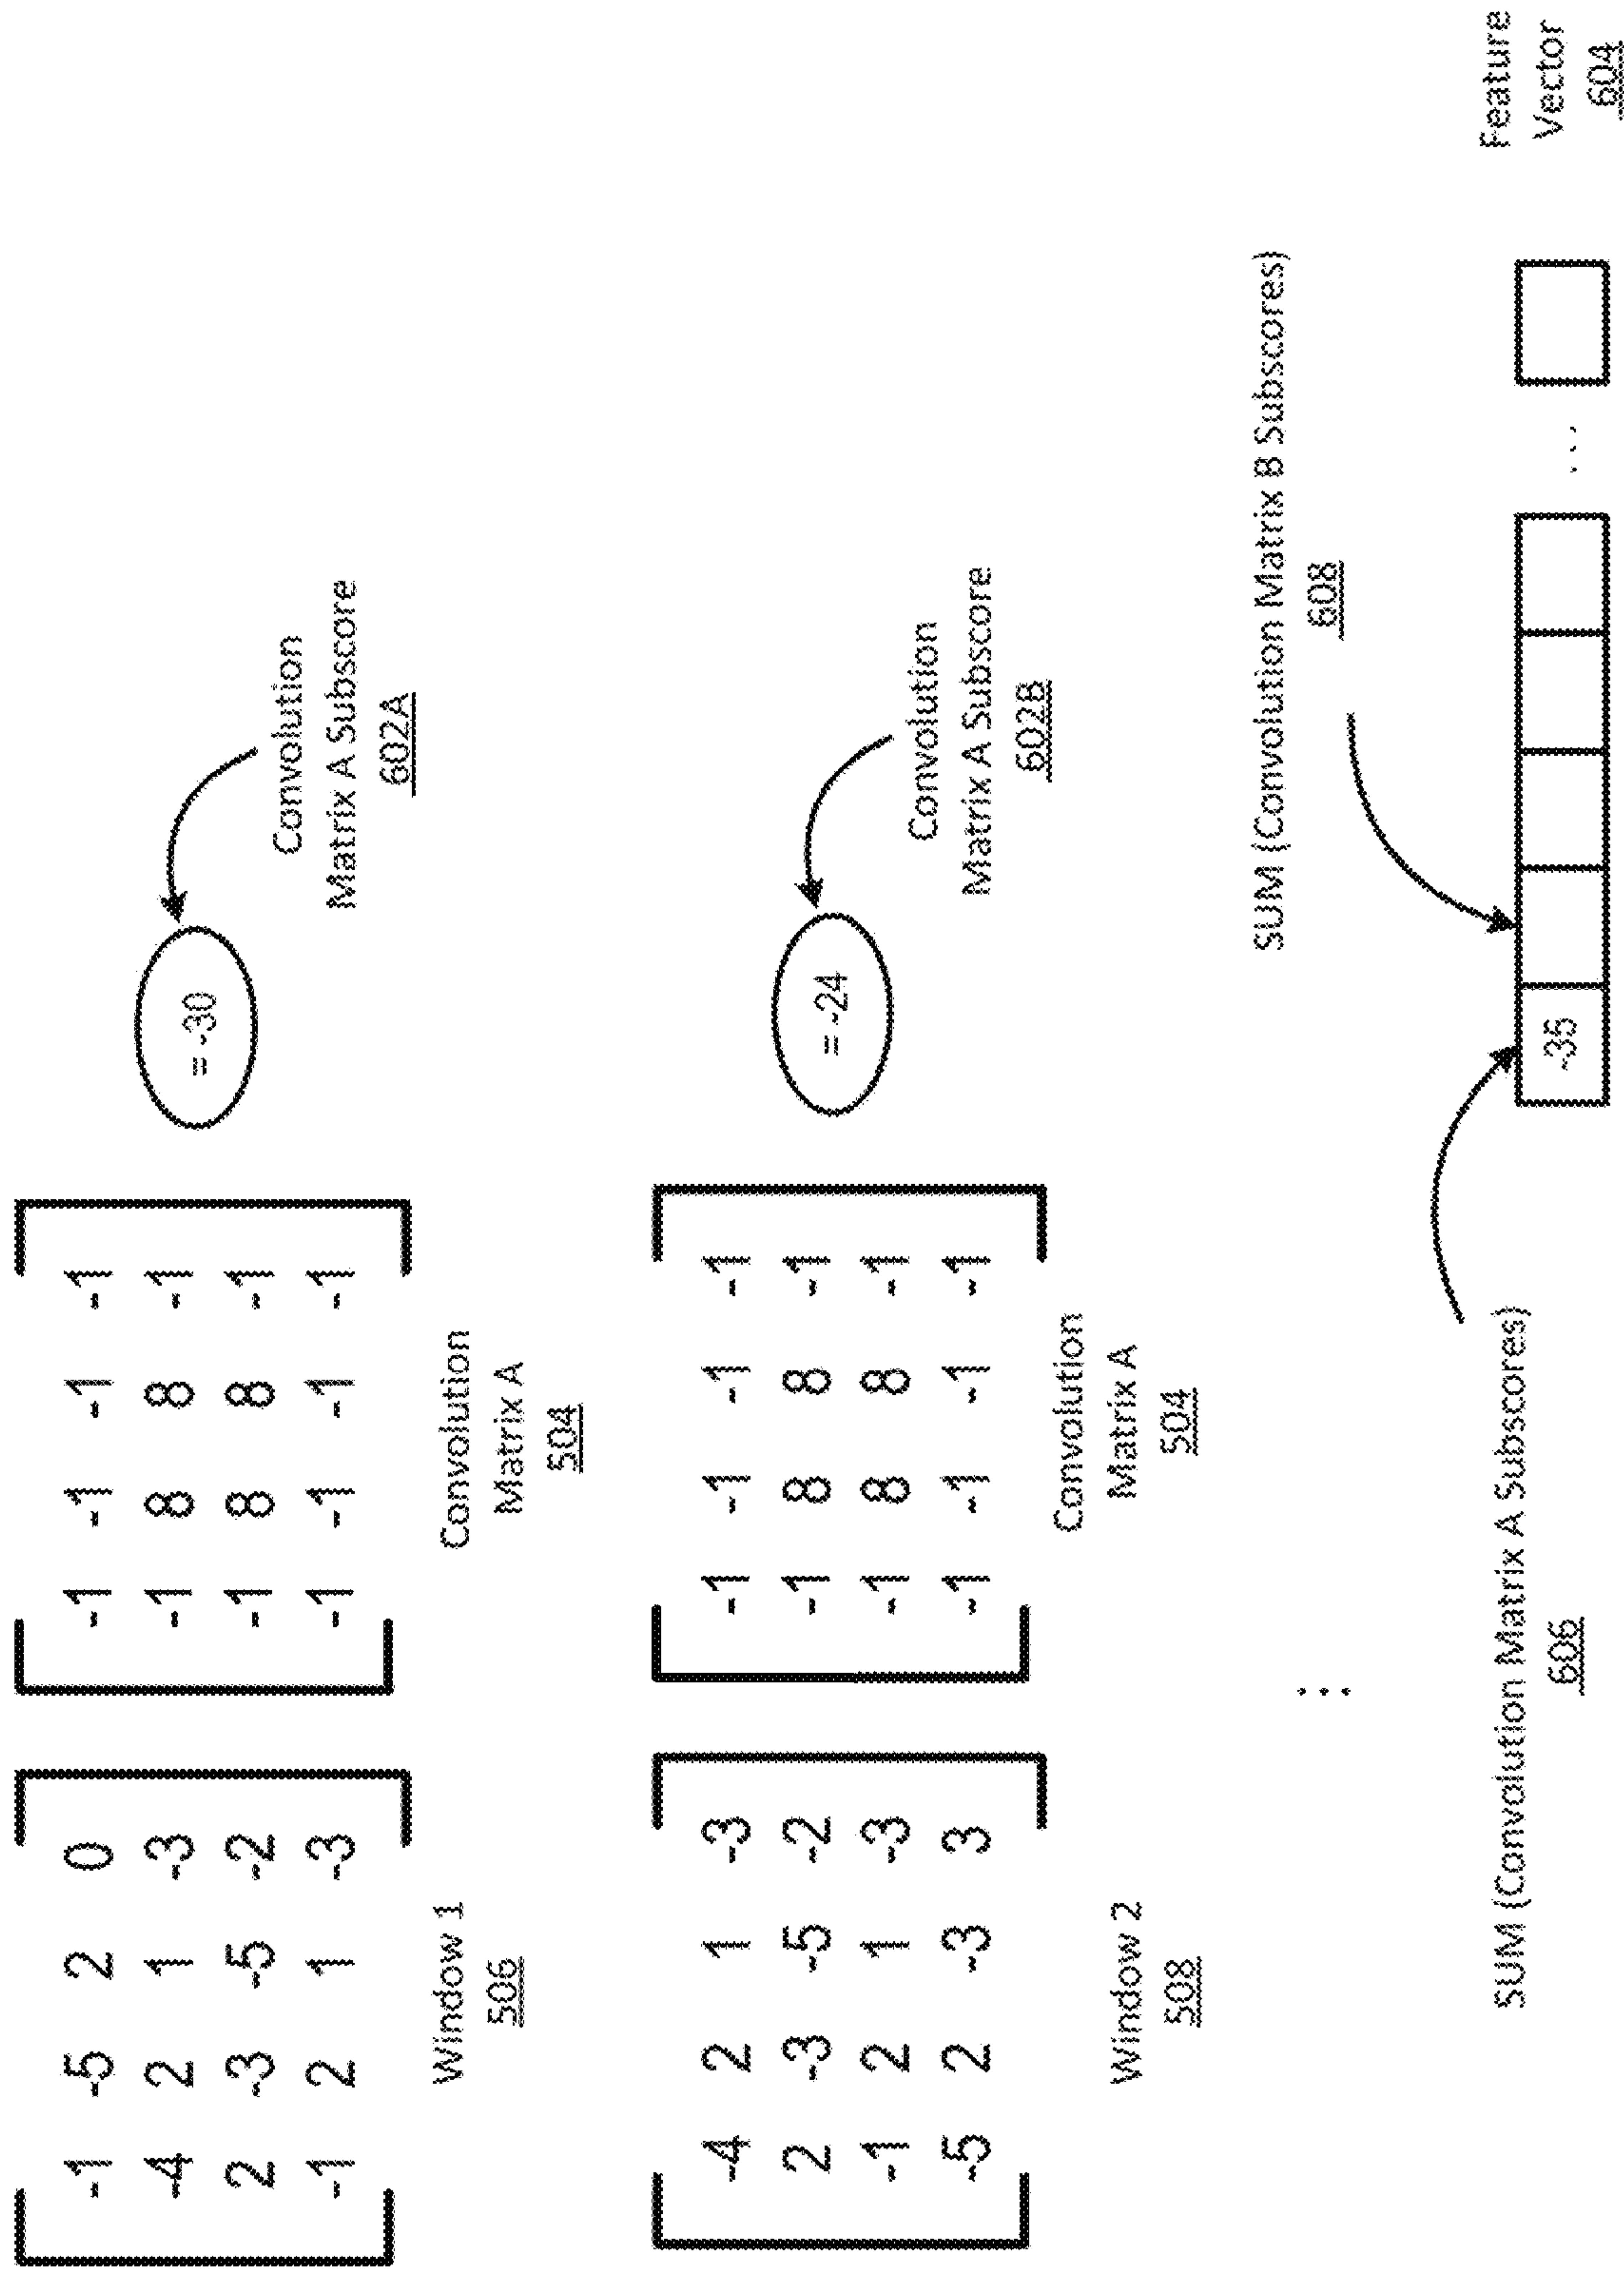 -1 -5 2 0
-4 2 1 -3
2 -3 -5 -2
-1 2 1 -3
Window 1
506
-1 -1 -1 -1
-1 8 8 -1
-1 8 8 -1
-1 -1 -1 -1
Convolution
Matrix A
504
= -30
Convolution
Matrix A Subscore
602A
-4 2 1 -3
2 -3 -5 -2
-1 2 1 -3
-5 2 -3 3
Window 2
508
-1 -1 -1 -1
-1 8 8 -1
-1 8 8 -1
-1 -1 -1 -1
Convolution
Matrix A
504
= -24
Convolution
Matrix A Subscore
602B
...
SUM (Convolution Matrix B Subscores)
608
SUM (Convolution Matrix A Subscores)
606
-35
...
Feature
Vector
604